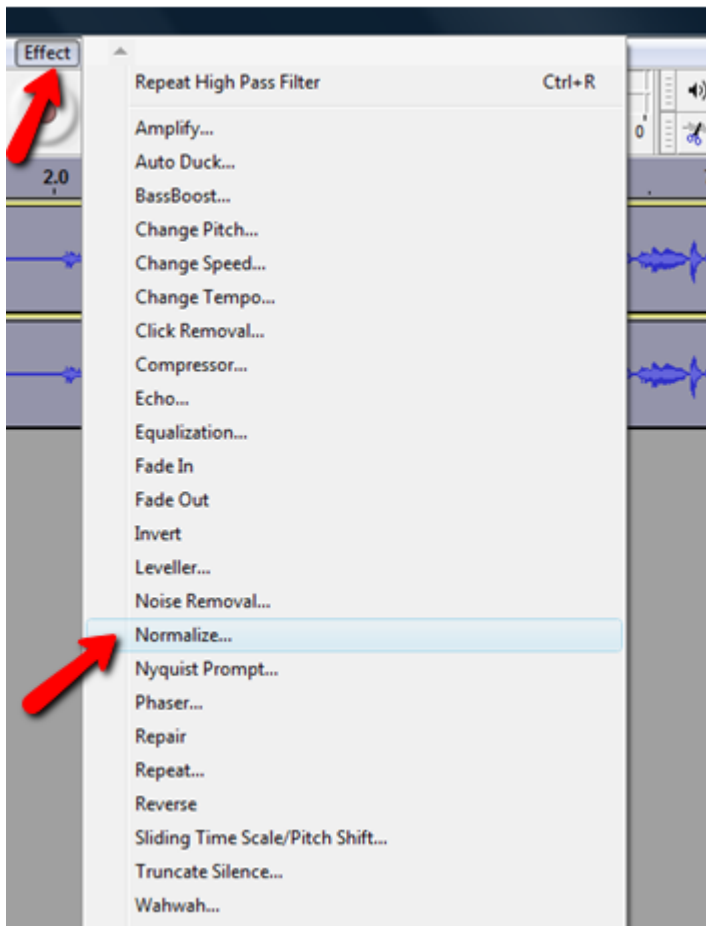 Effect
Repeat High Pass Filter Ctrl+R
Amplify...
Auto Duck...
BassBoost...
Change Pitch...
Change Speed...
Change Tempo...
Click Removal...
Compressor...
Echo...
Equalization...
Fade In
Fade Out
Invert
Leveller...
Noise Removal...
Normalize...
Nyquist Prompt...
Phaser...
Repair
Repeat...
Reverse
Sliding Time Scale/Pitch Shift...
Truncate Silence...
Wahwah...
2.0
0